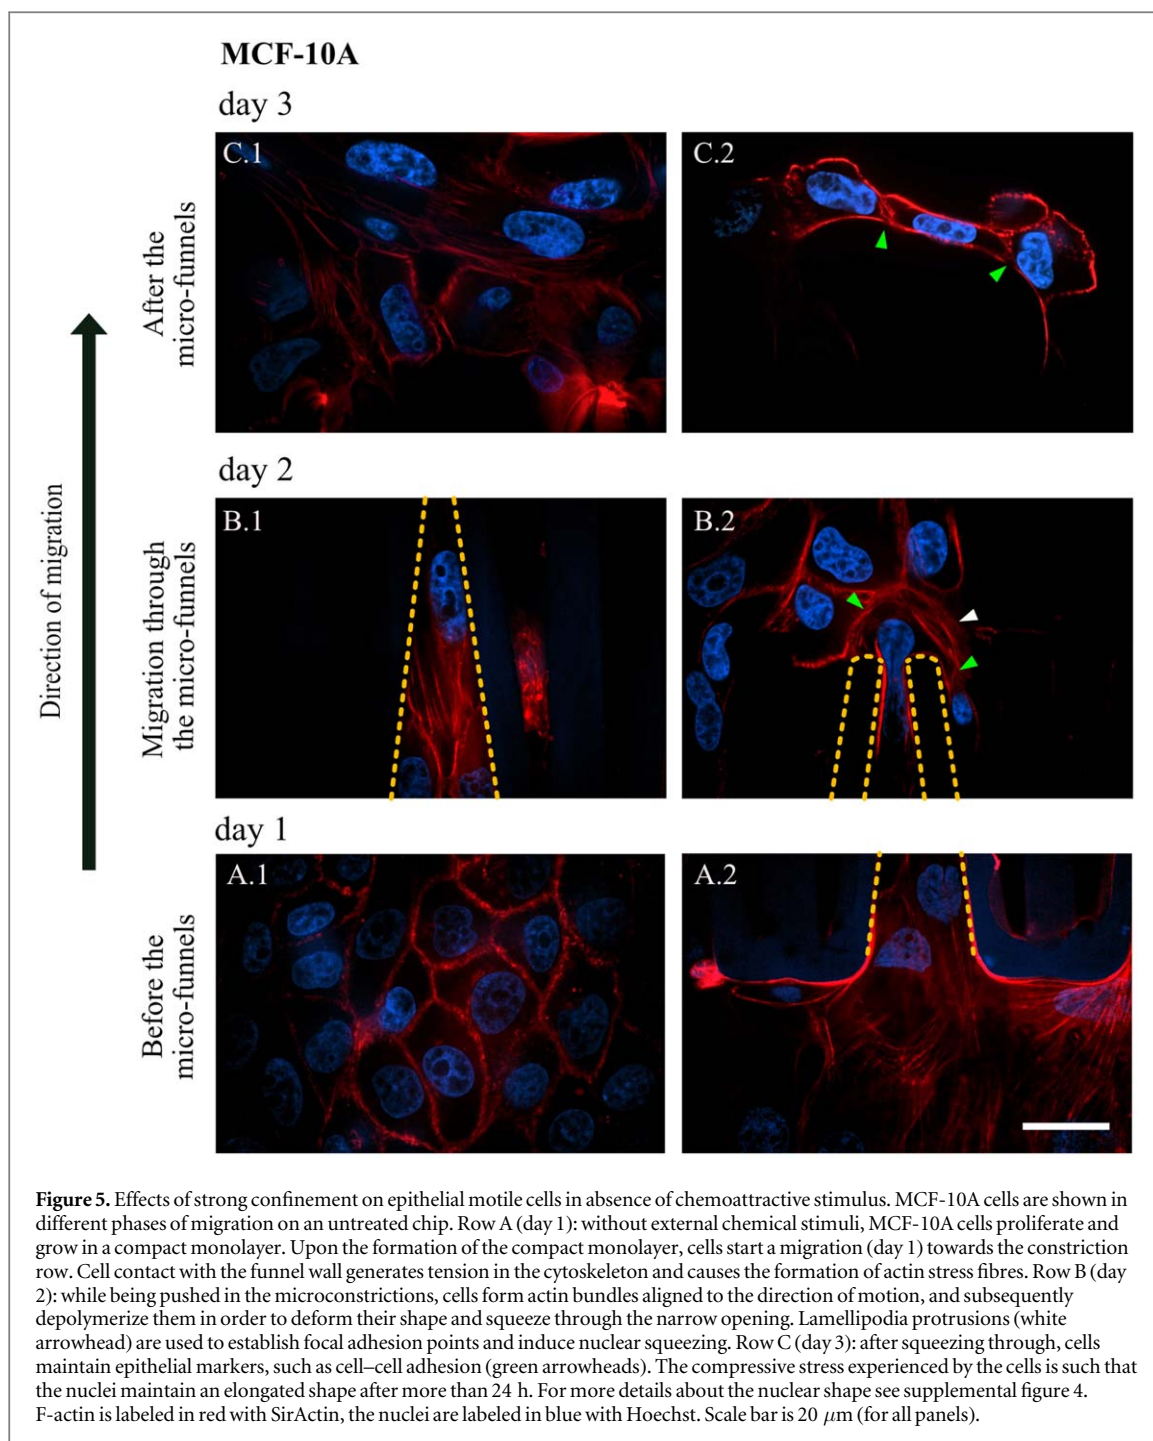 MCF-10A
day 3
After the
micro-funnels
C.1
C.2
day 2
Direction of migration
Migration through
the micro-funnels
B.1
B.2
day 1
Before the
micro-funnels
A.1
A.2
Figure 5. Effects of strong confinement on epithelial motile cells in absence of chemoattractive stimulus. MCF-10A cells are shown in
different phases of migration on an untreated chip. Row A (day 1): without external chemical stimuli, MCF-10A cells proliferate and
grow in a compact monolayer. Upon the formation of the compact monolayer, cells start a migration (day 1) towards the constriction
row. Cell contact with the funnel wall generates tension in the cytoskeleton and causes the formation of actin stress fibres. Row B (day
2): while being pushed in the microconstrictions, cells form actin bundles aligned to the direction of motion, and subsequently
depolymerize them in order to deform their shape and squeeze through the narrow opening. Lamellipodia protrusions (white
arrowhead) are used to establish focal adhesion points and induce nuclear squeezing. Row C (day 3): after squeezing through, cells
maintain epithelial markers, such as cell–cell adhesion (green arrowheads). The compressive stress experienced by the cells is such that
the nuclei maintain an elongated shape after more than 24 h. For more details about the nuclear shape see supplemental figure 4.
F-actin is labeled in red with SirActin, the nuclei are labeled in blue with Hoechst. Scale bar is 20 μm (for all panels).